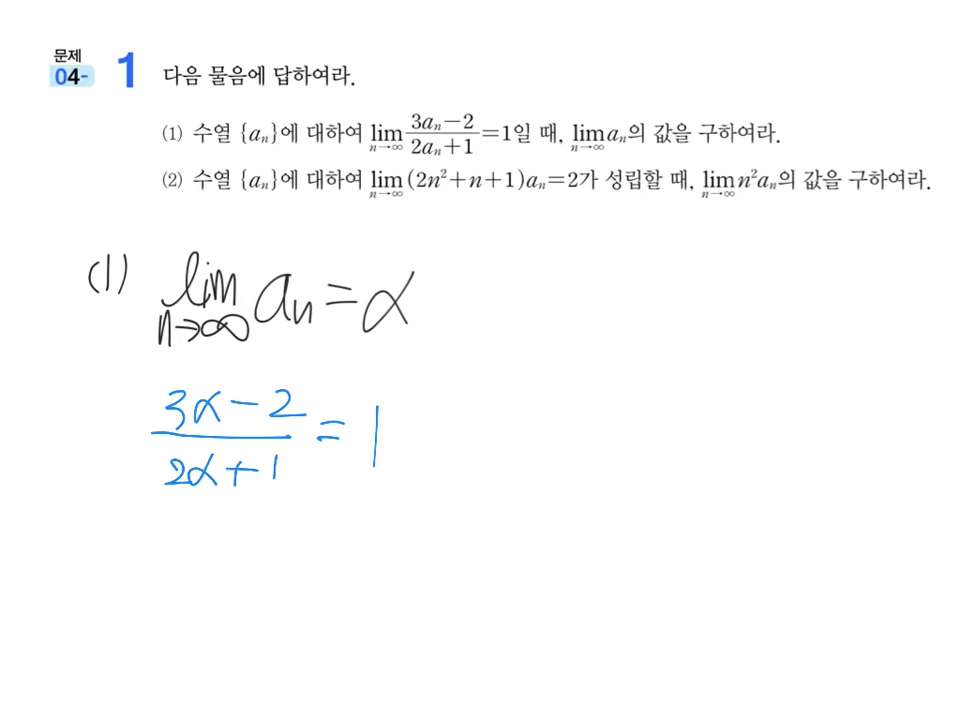 문제
04- 1 다음 물음에 답하여라.
(1) 수열 {aₙ}에 대하여 lim_{n→∞} (3aₙ−2)/(2aₙ+1)=1일 때, lim_{n→∞} aₙ의 값을 구하여라.
(2) 수열 {aₙ}에 대하여 lim_{n→∞} (2n²+n+1)aₙ=2가 성립할 때, lim_{n→∞} n²aₙ의 값을 구하여라.
(1) lim_{n→∞} aₙ = α
(3α−2)/(2α+1) = 1